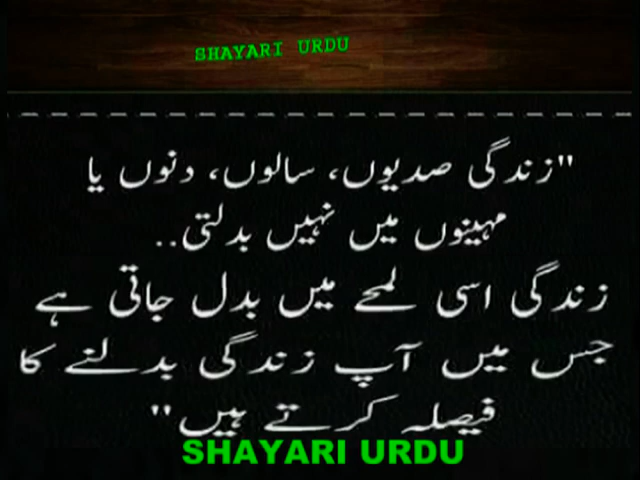 SHAYARI URDU
"زندگی صدیوں، سالوں، دنوں یا
مہینوں میں نہیں بدلتی..
زندگی اسی لمحے میں بدل جاتی ہے
جس میں آپ زندگی بدلنے کا
فیصلہ کرتے ہیں"
SHAYARI URDU